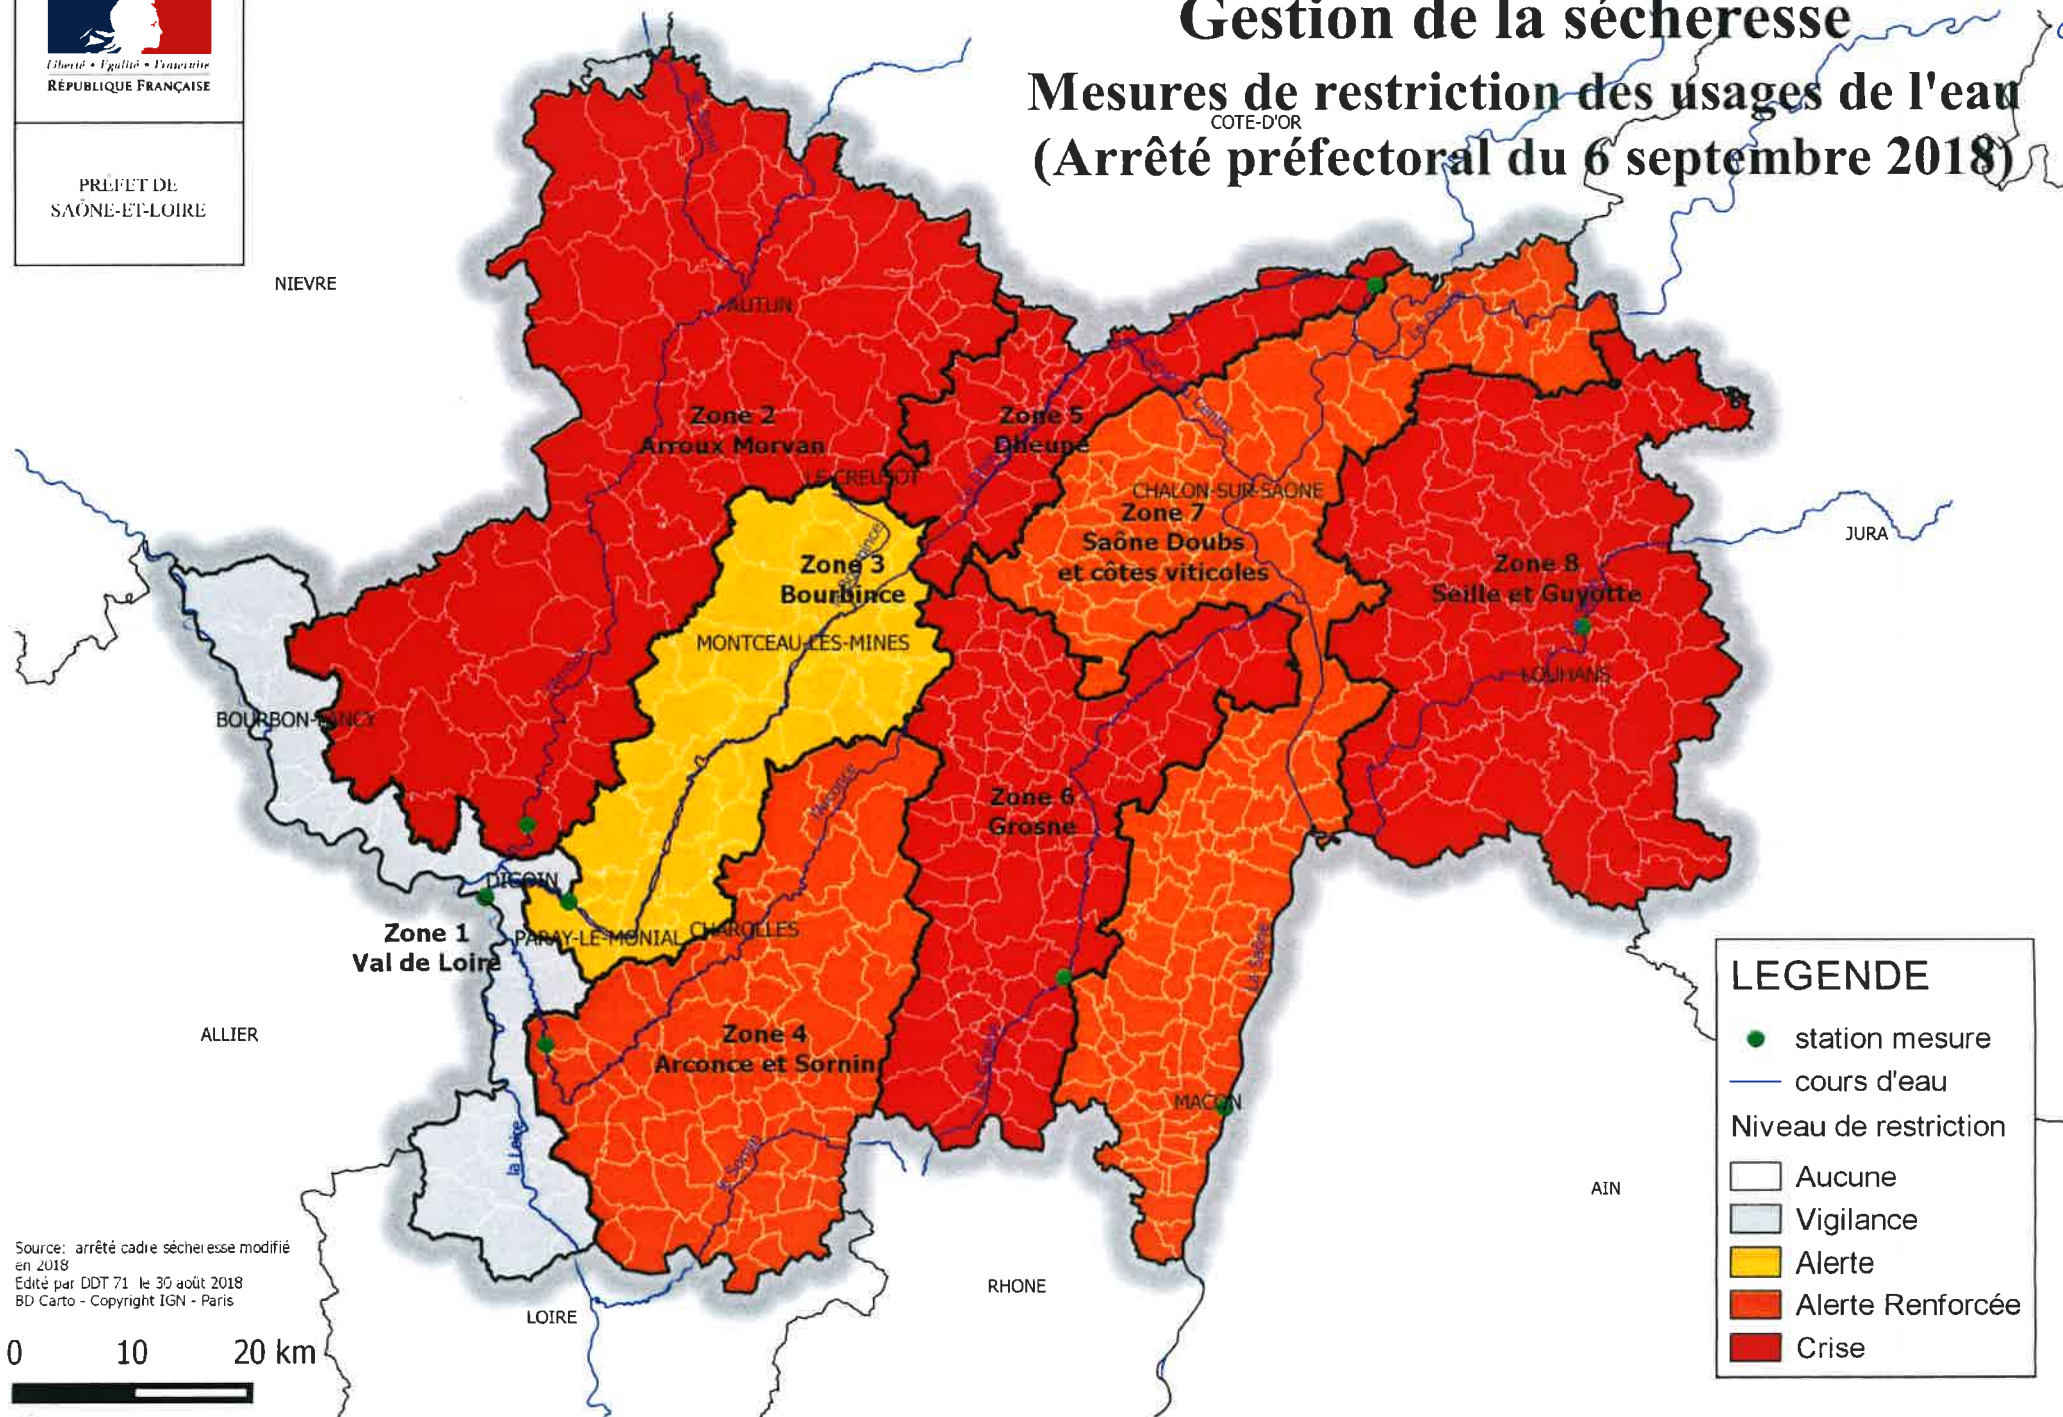 Gestion de la sécheresse
Mesures de restriction des usages de l'eau
(Arrêté préfectoral du 6 septembre 2018)
Liberté • Égalité • Fraternité
RÉPUBLIQUE FRANÇAISE
PRÉFET DE
SAÔNE-ET-LOIRE
COTE-D'OR
NIEVRE
AUTUN
Le Doubs
Zone 2
Arroux Morvan
Zone 5
Dheune
LE CREUSOT
CHALON-SUR-SAONE
Zone 7
Saône Doubs
et côtes viticoles
JURA
Zone 3
Bourbince
Zone 8
Seille et Guyotte
MONTCEAU-LES-MINES
LOUHANS
BOURBON-LANCY
l'Arconce
Zone 6
Grosne
DIGOIN
Zone 1
Val de Loire
PARAY-LE-MONIAL
CHAROLLES
La Saône
ALLIER
Zone 4
Arconce et Sornin
MACON
la Loire
le Sornin
AIN
RHONE
LOIRE
LEGENDE
station mesure
cours d'eau
Niveau de restriction
Aucune
Vigilance
Alerte
Alerte Renforcée
Crise
Source: arrêté cadre sécheresse modifié
en 2018
Edité par DDT 71 le 30 août 2018
BD Carto - Copyright IGN - Paris
0 10 20 km